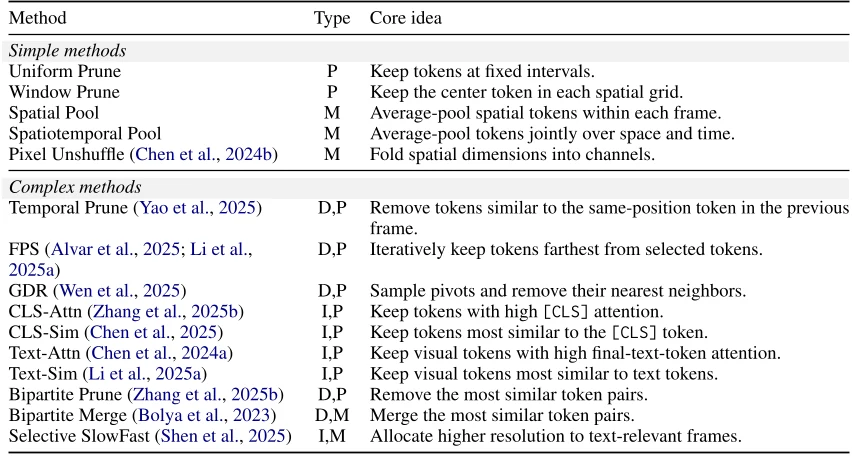 Method Type Core idea
Simple methods
Uniform Prune P Keep tokens at fixed intervals.
Window Prune P Keep the center token in each spatial grid.
Spatial Pool M Average-pool spatial tokens within each frame.
Spatiotemporal Pool M Average-pool tokens jointly over space and time.
Pixel Unshuffle (Chen et al., 2024b) M Fold spatial dimensions into channels.
Complex methods
Temporal Prune (Yao et al., 2025) D,P Remove tokens similar to the same-position token in the previous
frame.
FPS (Alvar et al., 2025; Li et al., D,P Iteratively keep tokens farthest from selected tokens.
2025a)
GDR (Wen et al., 2025) D,P Sample pivots and remove their nearest neighbors.
CLS-Attn (Zhang et al., 2025b) I,P Keep tokens with high [CLS] attention.
CLS-Sim (Chen et al., 2025) I,P Keep tokens most similar to the [CLS] token.
Text-Attn (Chen et al., 2024a) I,P Keep visual tokens with high final-text-token attention.
Text-Sim (Li et al., 2025a) I,P Keep visual tokens most similar to text tokens.
Bipartite Prune (Zhang et al., 2025b) D,P Remove the most similar token pairs.
Bipartite Merge (Bolya et al., 2023) D,M Merge the most similar token pairs.
Selective SlowFast (Shen et al., 2025) I,M Allocate higher resolution to text-relevant frames.